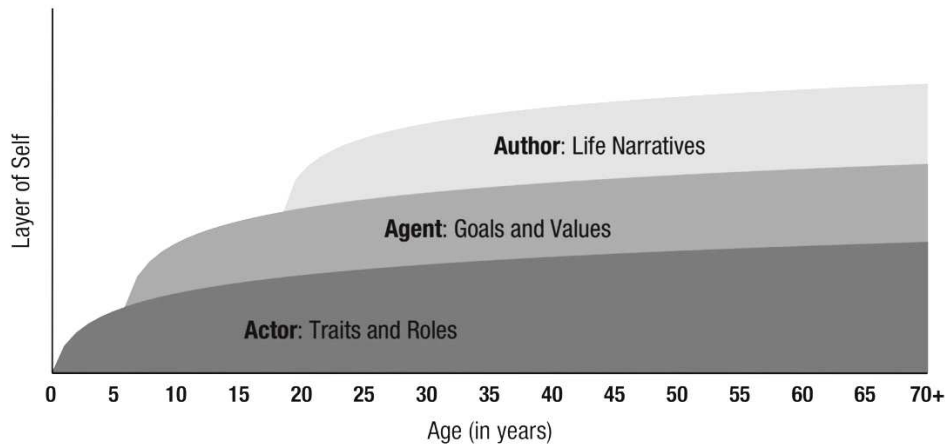 Layer of Self
Author: Life Narratives
Agent: Goals and Values
Actor: Traits and Roles
0 5 10 15 20 25 30 35 40 45 50 55 60 65 70+
Age (in years)